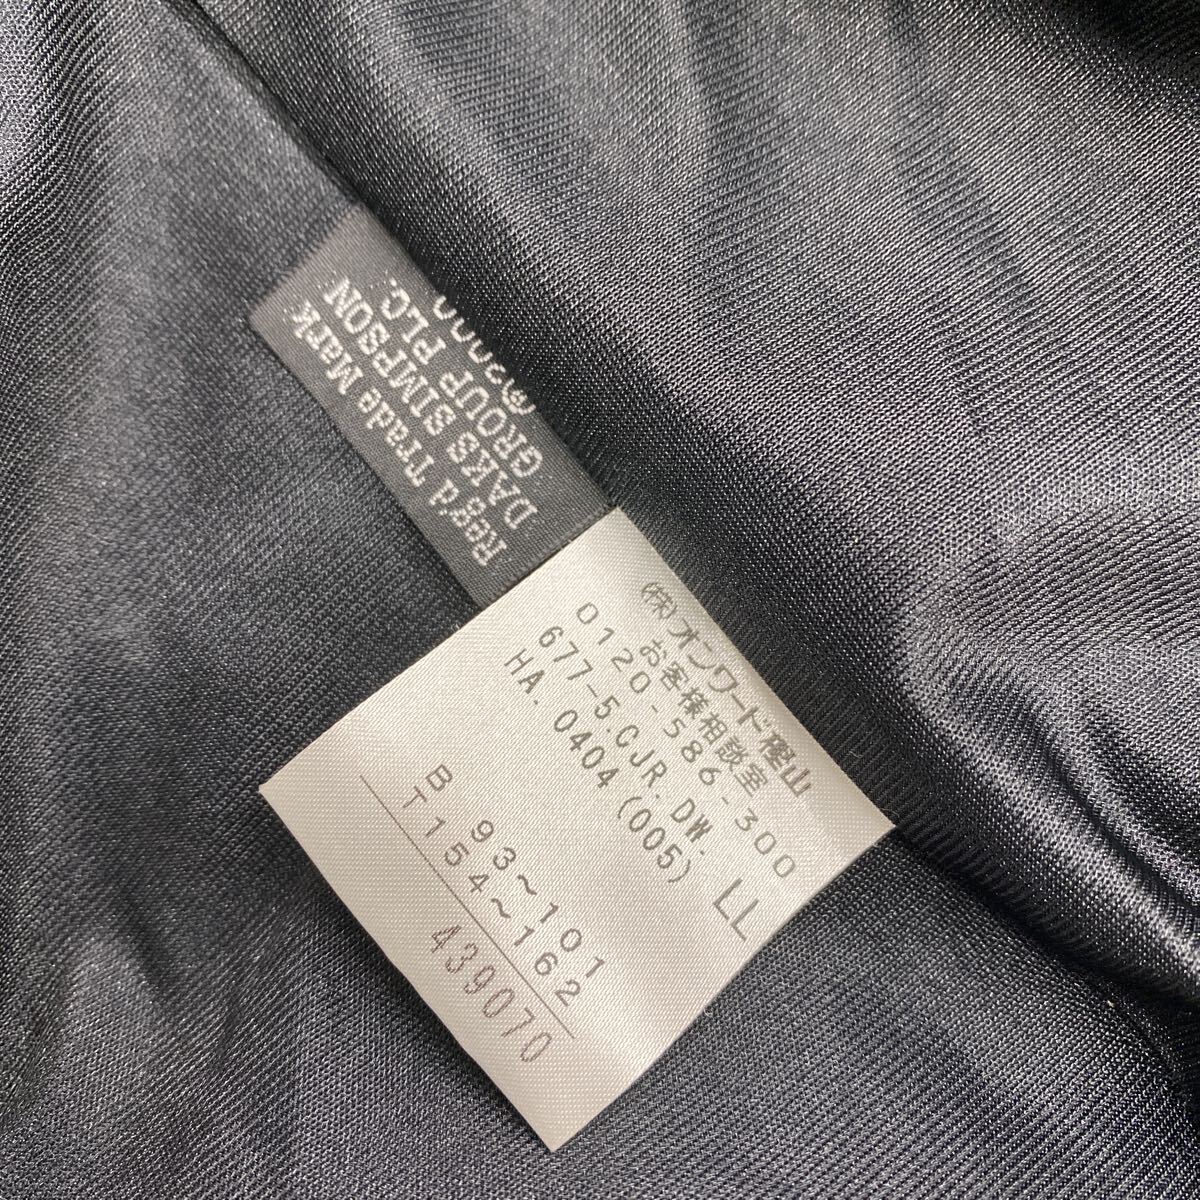 Reg'd Trade Mark
DAKS SIMPSON
GROUP PLC.
®2000
(株)オンワード樫山
お客様相談室
0120-586-300
677-5.CJR.DW.
HA.0404(005)
LL
B 93~101
T154~162
439070